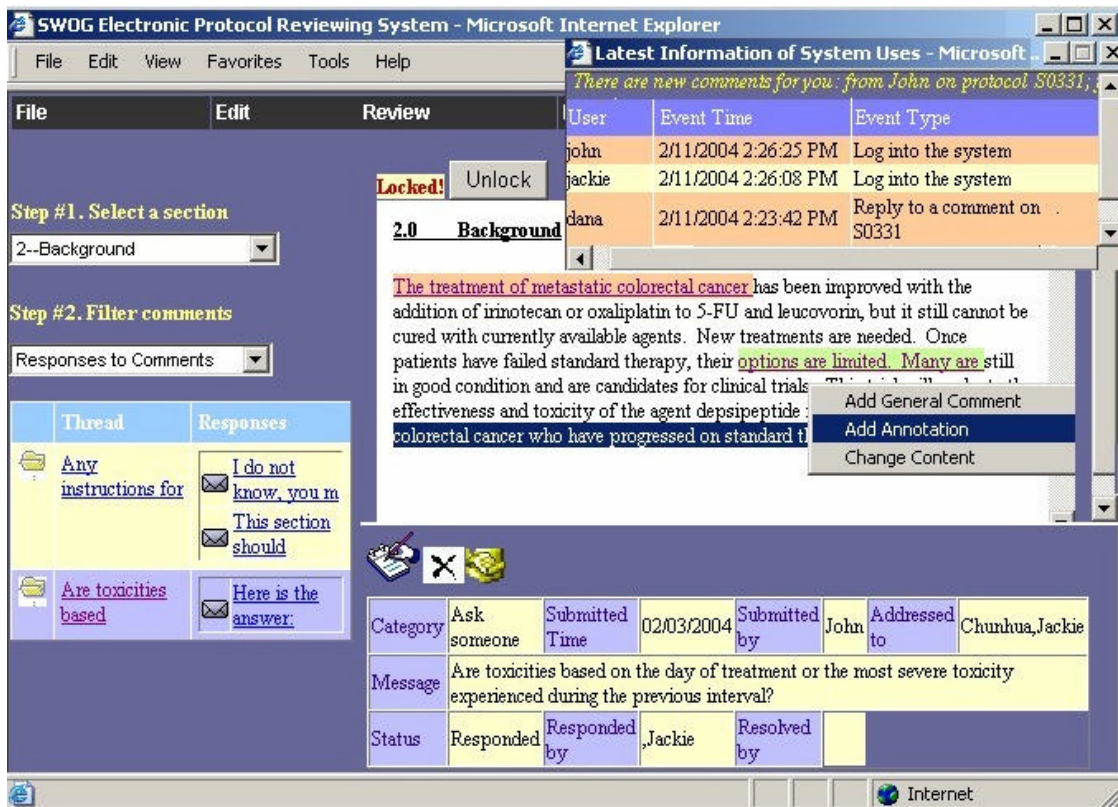 SWOG Electronic Protocol Reviewing System - Microsoft Internet Explorer
File Edit View Favorites Tools Help
Latest Information of System Uses - Microsoft ..
There are new comments for you: from John on protocol S0331;
User Event Time Event Type
john 2/11/2004 2:26:25 PM Log into the system
jackie 2/11/2004 2:26:08 PM Log into the system
dana 2/11/2004 2:23:42 PM Reply to a comment on .
S0331
File Edit Review
Locked! Unlock
Step #1. Select a section
2--Background
Step #2. Filter comments
Responses to Comments
Thread Responses
Any
instructions for
I do not
know, you m
This section
should
Are toxicities
based
Here is the
answer:
2.0 Background
The treatment of metastatic colorectal cancer has been improved with the
addition of irinotecan or oxaliplatin to 5-FU and leucovorin, but it still cannot be
cured with currently available agents. New treatments are needed. Once
patients have failed standard therapy, their options are limited. Many are still
in good condition and are candidates for clinical trials.
effectiveness and toxicity of the agent depsipeptide
colorectal cancer who have progressed on standard
Add General Comment
Add Annotation
Change Content
Category Ask someone Submitted Time 02/03/2004 Submitted by John Addressed to Chunhua,Jackie
Message Are toxicities based on the day of treatment or the most severe toxicity
experienced during the previous interval?
Status Responded Responded by ,Jackie Resolved by
Internet